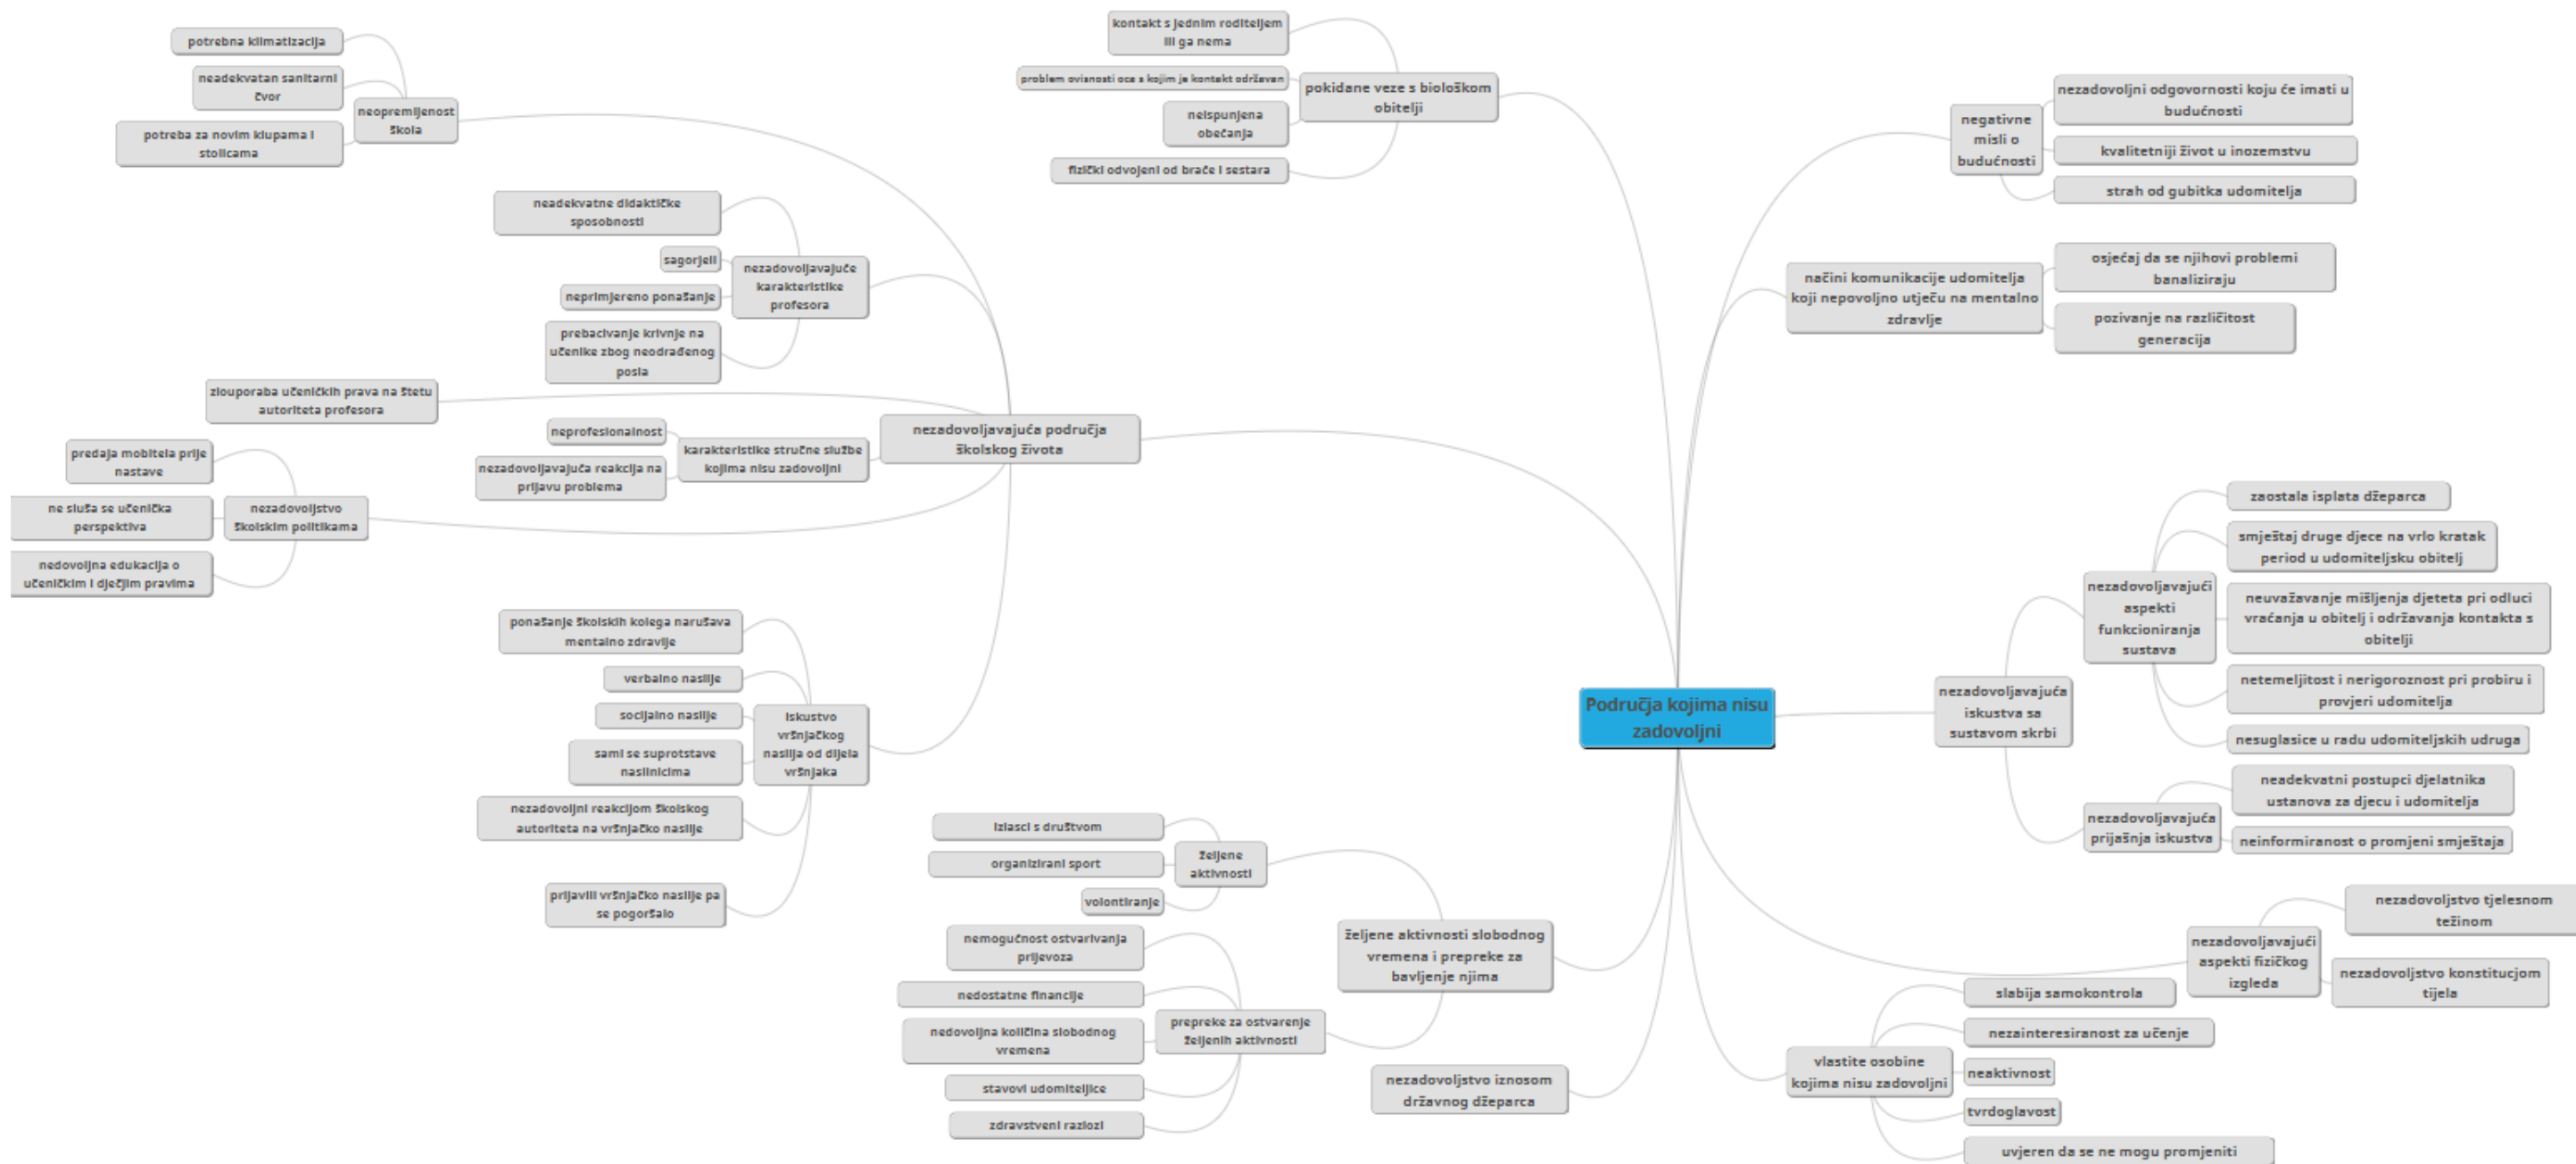 Područja kojima nisu
zadovoljni
pokidane veze s biološkom
obitelji
kontakt s jednim roditeljem
ili ga nema
problem ovisnosti oca s kojim je kontakt održavan
neispunjena
obećanja
fizički odvojeni od braće i sestara
nezadovoljavajuća područja
školskog života
neopremljenost
škola
potrebna klimatizacija
neadekvatan sanitarni
čvor
potreba za novim klupama i
stolicama
nezadovoljavajuće
karakteristike
profesora
neadekvatne didaktičke
sposobnosti
sagorjeli
neprimjereno ponašanje
prebacivanje krivnje na
učenike zbog neodrađenog
posla
zlouporaba učeničkih prava na štetu
autoriteta profesora
karakteristike stručne službe
kojima nisu zadovoljni
neprofesionalnost
nezadovoljavajuća reakcija na
prijavu problema
nezadovoljstvo
školskim politikama
predaja mobitela prije
nastave
ne sluša se učenička
perspektiva
nedovoljna edukacija o
učeničkim i dječjim pravima
iskustvo
vršnjačkog
nasilja od dijela
vršnjaka
ponašanje školskih kolega narušava
mentalno zdravlje
verbalno nasilje
socijalno nasilje
sami se suprotstave
nasilnicima
nezadovoljni reakcijom školskog
autoriteta na vršnjačko nasilje
prijavili vršnjačko nasilje pa
se pogoršalo
željene aktivnosti slobodnog
vremena i prepreke za
bavljenje njima
željene
aktivnosti
izlasci s društvom
organizirani sport
volontiranje
prepreke za ostvarenje
željenih aktivnosti
nemogućnost ostvarivanja
prijevoza
nedostatne financije
nedovoljna količina slobodnog
vremena
stavovi udomiteljice
zdravstveni razlozi
nezadovoljstvo iznosom
državnog džeparca
negativne
misli o
budućnosti
nezadovoljni odgovornosti koju će imati u
budućnosti
kvalitetniji život u inozemstvu
strah od gubitka udomitelja
načini komunikacije udomitelja
koji nepovoljno utječu na mentalno
zdravlje
osjećaj da se njihovi problemi
banaliziraju
pozivanje na različitost
generacija
nezadovoljavajuća
iskustva sa
sustavom skrbi
nezadovoljavajući
aspekti
funkcioniranja
sustava
zaostala isplata džeparca
smještaj druge djece na vrlo kratak
period u udomiteljsku obitelj
neuvažavanje mišljenja djeteta pri odluci
vraćanja u obitelj i održavanja kontakta s
obitelji
netemeljitost i nerigoroznost pri probiru i
provjeri udomitelja
nesuglasice u radu udomiteljskih udruga
nezadovoljavajuća
prijašnja iskustva
neadekvatni postupci djelatnika
ustanova za djecu i udomitelja
neinformiranost o promjeni smještaja
nezadovoljavajući
aspekti fizičkog
izgleda
nezadovoljstvo tjelesnom
težinom
nezadovoljstvo konstitucjom
tijela
vlastite osobine
kojima nisu zadovoljni
slabija samokontrola
nezainteresiranost za učenje
neaktivnost
tvrdoglavost
uvjeren da se ne mogu promjeniti